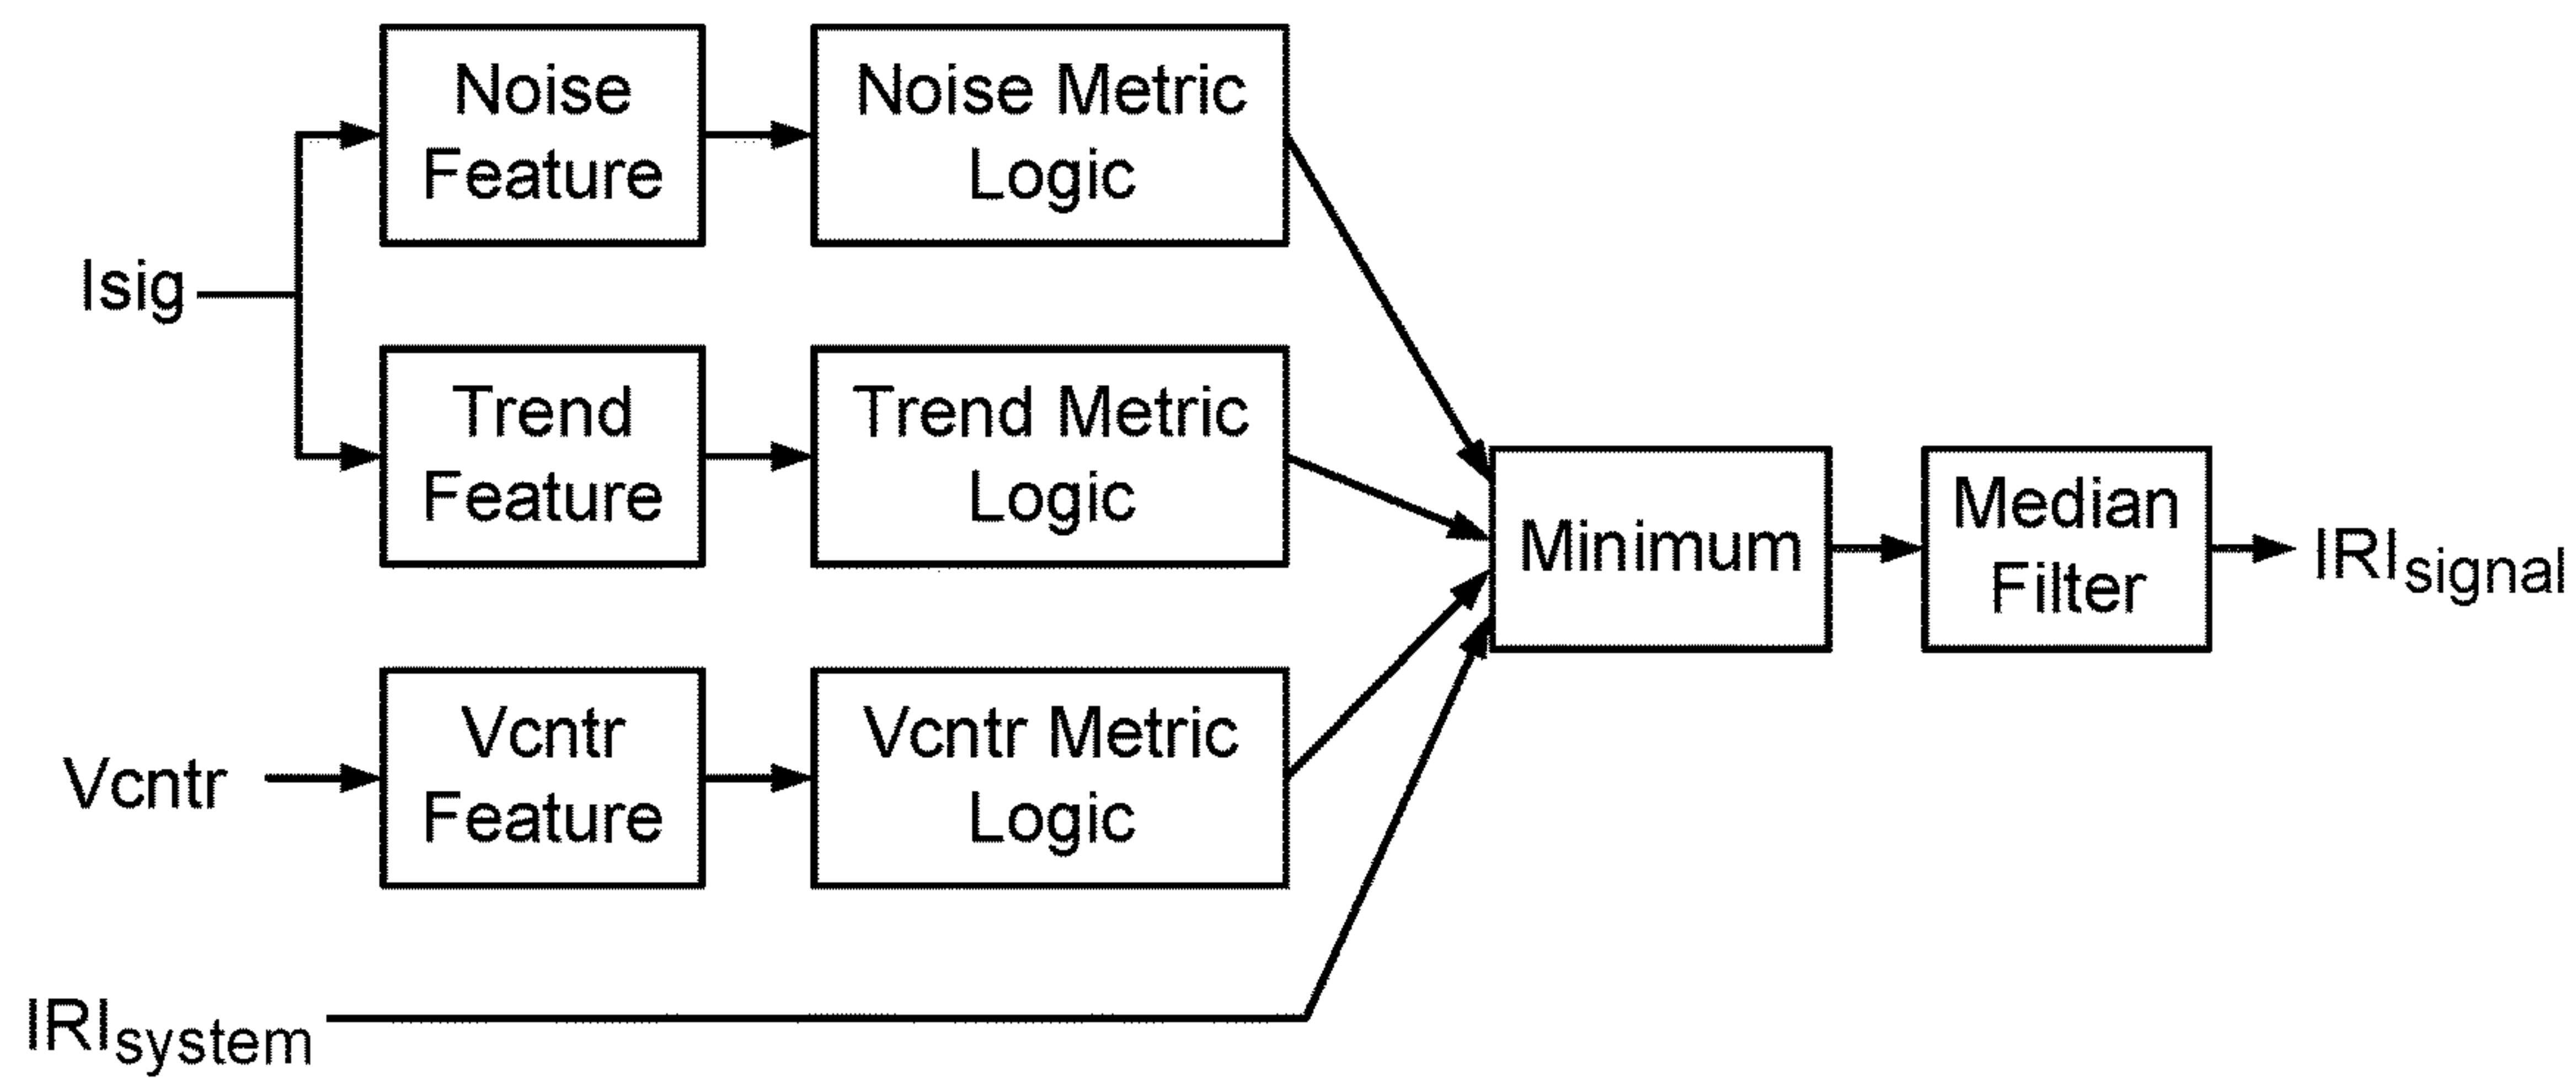 Noise
Feature
Noise Metric
Logic
Isig
Trend
Feature
Trend Metric
Logic
Minimum
Median
Filter
IRIsignal
Vcntr
Vcntr
Feature
Vcntr Metric
Logic
IRIsystem